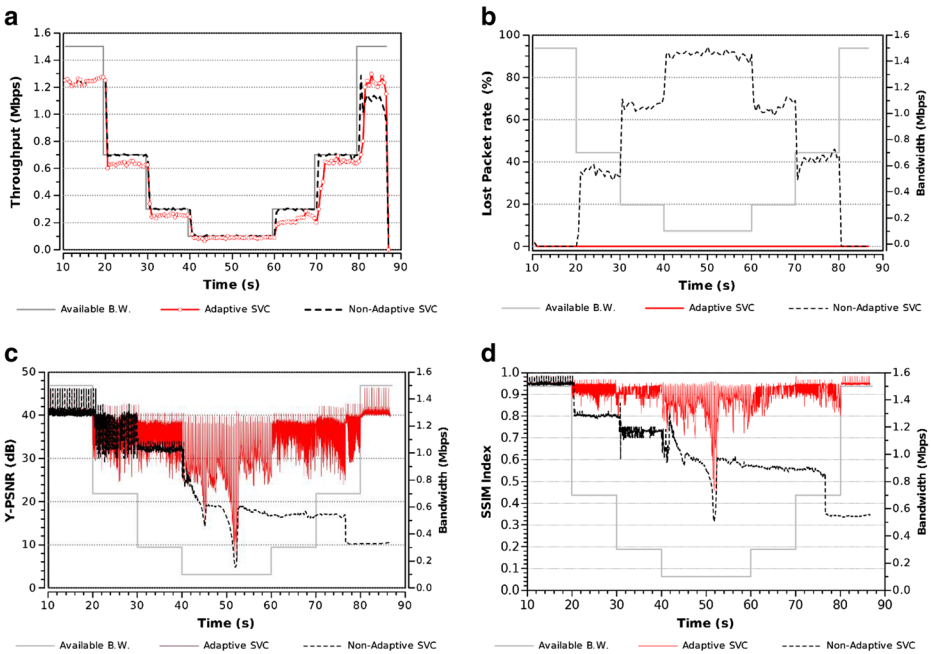 a
Throughput (Mbps)
1.6
1.4
1.2
1.0
0.8
0.6
0.4
0.2
0.0
10 20 30 40 50 60 70 80 90
Time (s)
Available B.W. Adaptive SVC Non-Adaptive SVC
b
Lost Packet rate (%)
100
80
60
40
20
0
10 20 30 40 50 60 70 80 90
Time (s)
1.6
1.4
1.2
1.0
0.8
0.6
0.4
0.2
0.0
Bandwidth (Mbps)
Available B.W. Adaptive SVC Non-Adaptive SVC
c
Y-PSNR (dB)
50
40
30
20
10
0
10 20 30 40 50 60 70 80 90
Time (s)
1.6
1.4
1.2
1.0
0.8
0.6
0.4
0.2
0.0
Bandwidth (Mbps)
Available B.W. Adaptive SVC Non-Adaptive SVC
d
SSIM Index
1.0
0.9
0.8
0.7
0.6
0.5
0.4
0.3
0.2
0.1
0.0
10 20 30 40 50 60 70 80 90
Time (s)
1.6
1.4
1.2
1.0
0.8
0.6
0.4
0.2
0.0
Bandwidth (Mbps)
Available B.W. Adaptive SVC Non-Adaptive SVC